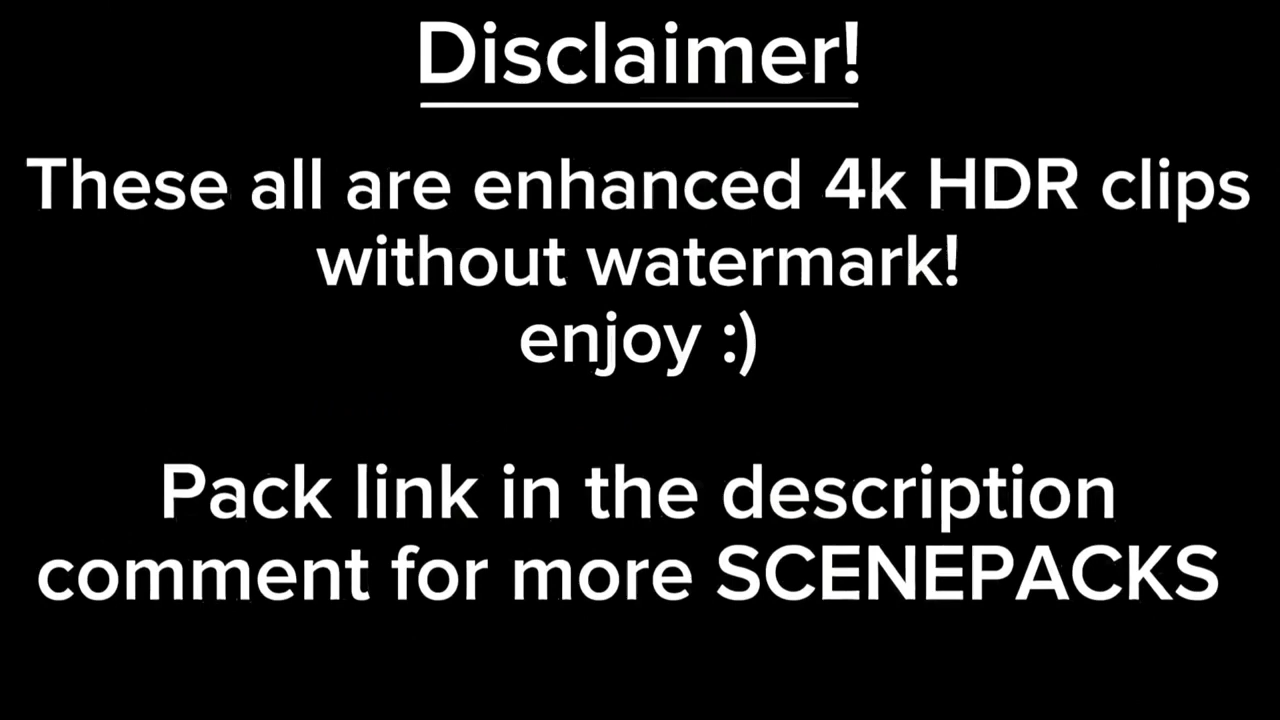 Disclaimer!
These all are enhanced 4k HDR clips
without watermark!
enjoy :)
Pack link in the description
comment for more SCENEPACKS